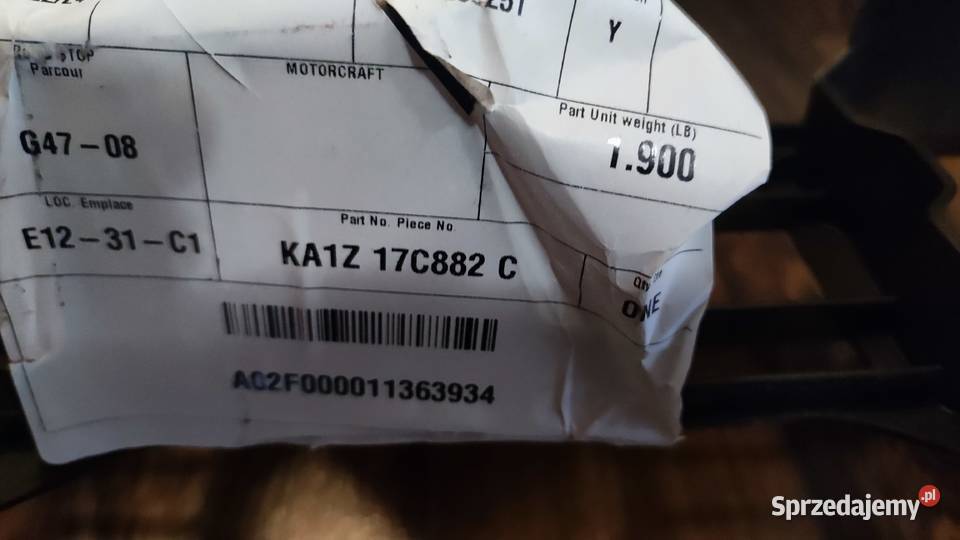 Y
STOP
Parcour
MOTORCRAFT
Part Unit weight (LB)
G47-08
1.900
LOC. Emplace
Part No. Piece No.
E12-31-C1
KA1Z 17C882 C
ONE
A02F000011363934
Sprzedajemy.pl